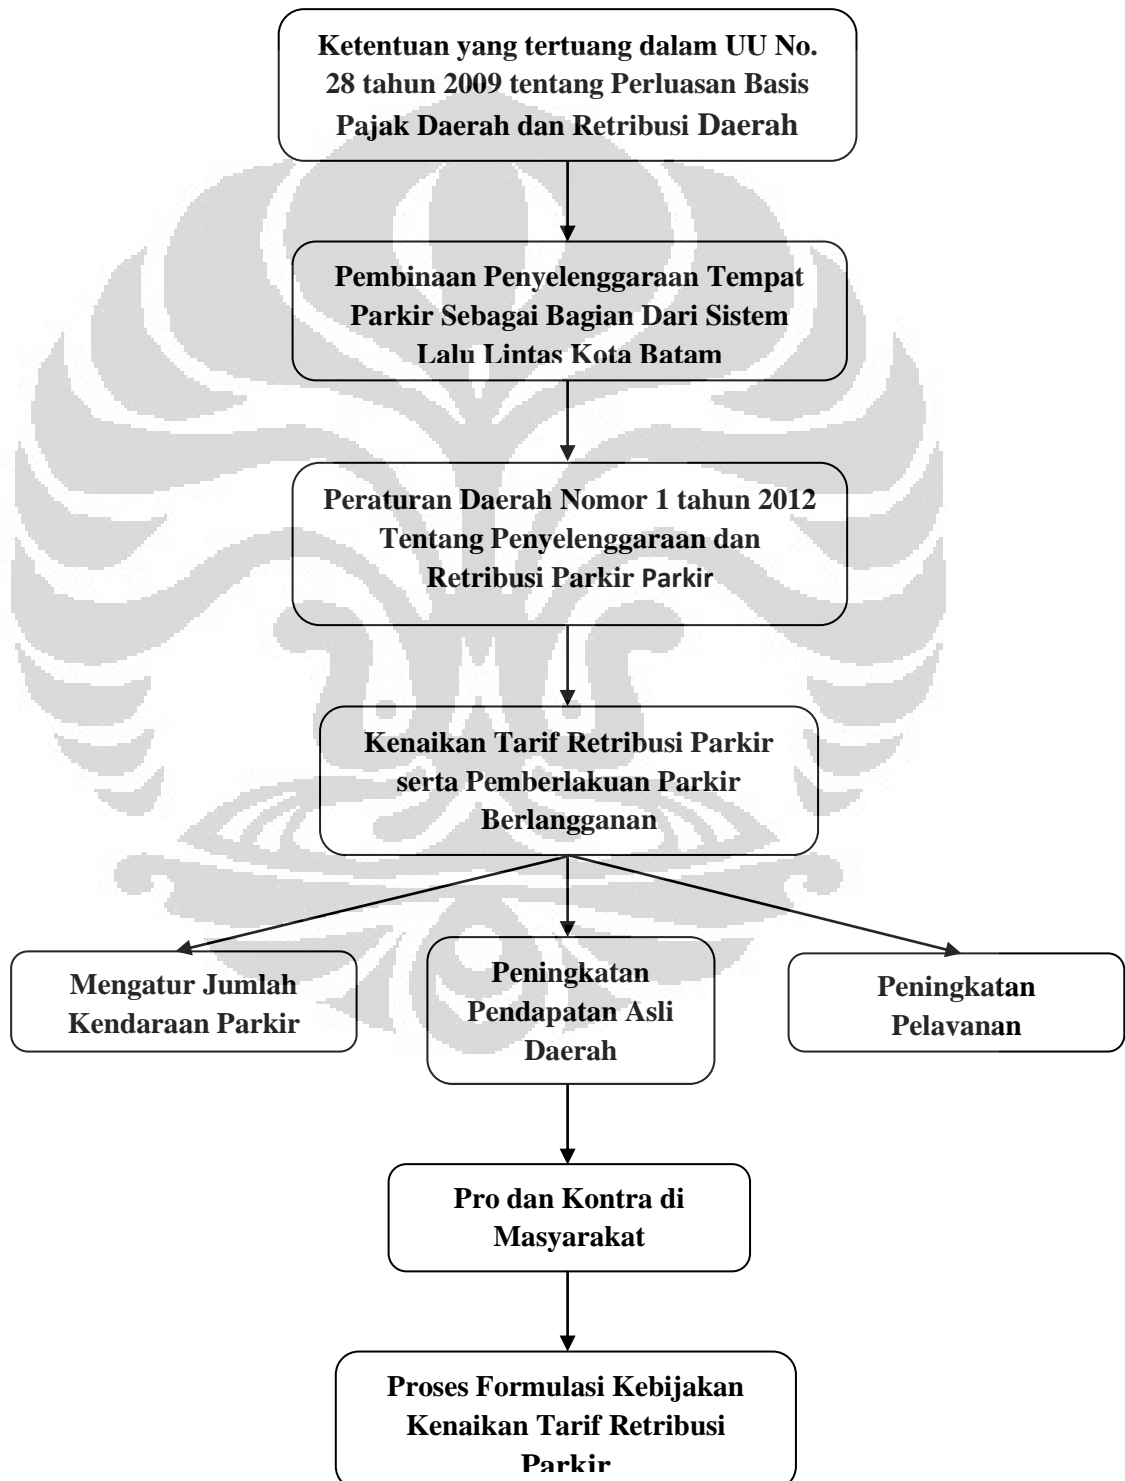 Ketentuan yang tertuang dalam UU No.
28 tahun 2009 tentang Perluasan Basis
Pajak Daerah dan Retribusi Daerah
Pembinaan Penyelenggaraan Tempat
Parkir Sebagai Bagian Dari Sistem
Lalu Lintas Kota Batam
Peraturan Daerah Nomor 1 tahun 2012
Tentang Penyelenggaraan dan
Retribusi Parkir Parkir
Kenaikan Tarif Retribusi Parkir
serta Pemberlakuan Parkir
Berlangganan
Mengatur Jumlah
Kendaraan Parkir
Peningkatan
Pendapatan Asli
Daerah
Peningkatan
Pelayanan
Pro dan Kontra di
Masyarakat
Proses Formulasi Kebijakan
Kenaikan Tarif Retribusi
Parkir